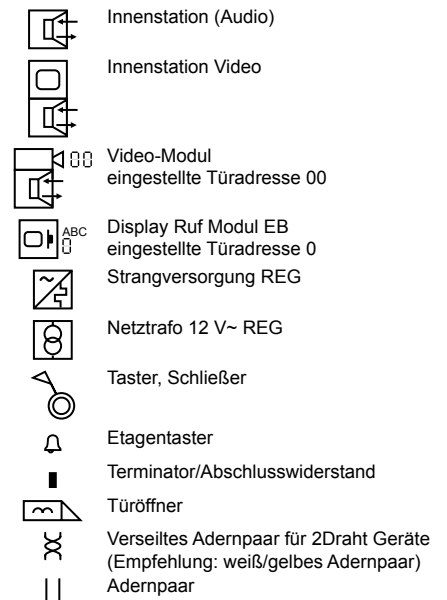 Innenstation (Audio)
Innenstation Video
00 Video-Modul
eingestellte Türadresse 00
ABC Display Ruf Modul EB
0 eingestellte Türadresse 0
Strangversorgung REG
Netztrafo 12 V~ REG
Taster, Schließer
Etagentaster
Terminator/Abschlusswiderstand
Türöffner
Verseiltes Adernpaar für 2Draht Geräte
(Empfehlung: weiß/gelbes Adernpaar)
Adernpaar